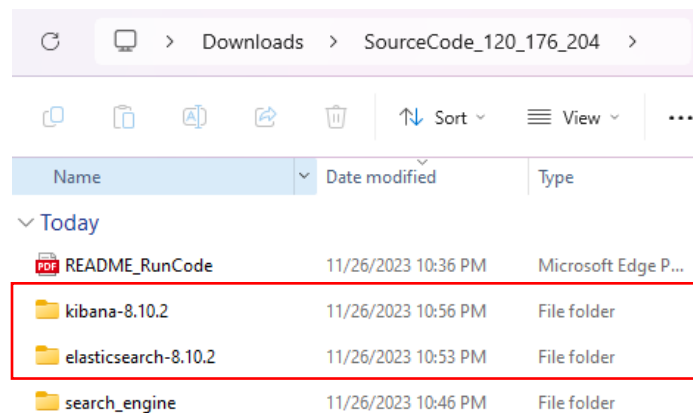 > Downloads > SourceCode_120_176_204 >
Sort View ...
Name Date modified Type
Today
PDF README_RunCode 11/26/2023 10:36 PM Microsoft Edge P...
kibana-8.10.2 11/26/2023 10:56 PM File folder
elasticsearch-8.10.2 11/26/2023 10:53 PM File folder
search_engine 11/26/2023 10:46 PM File folder